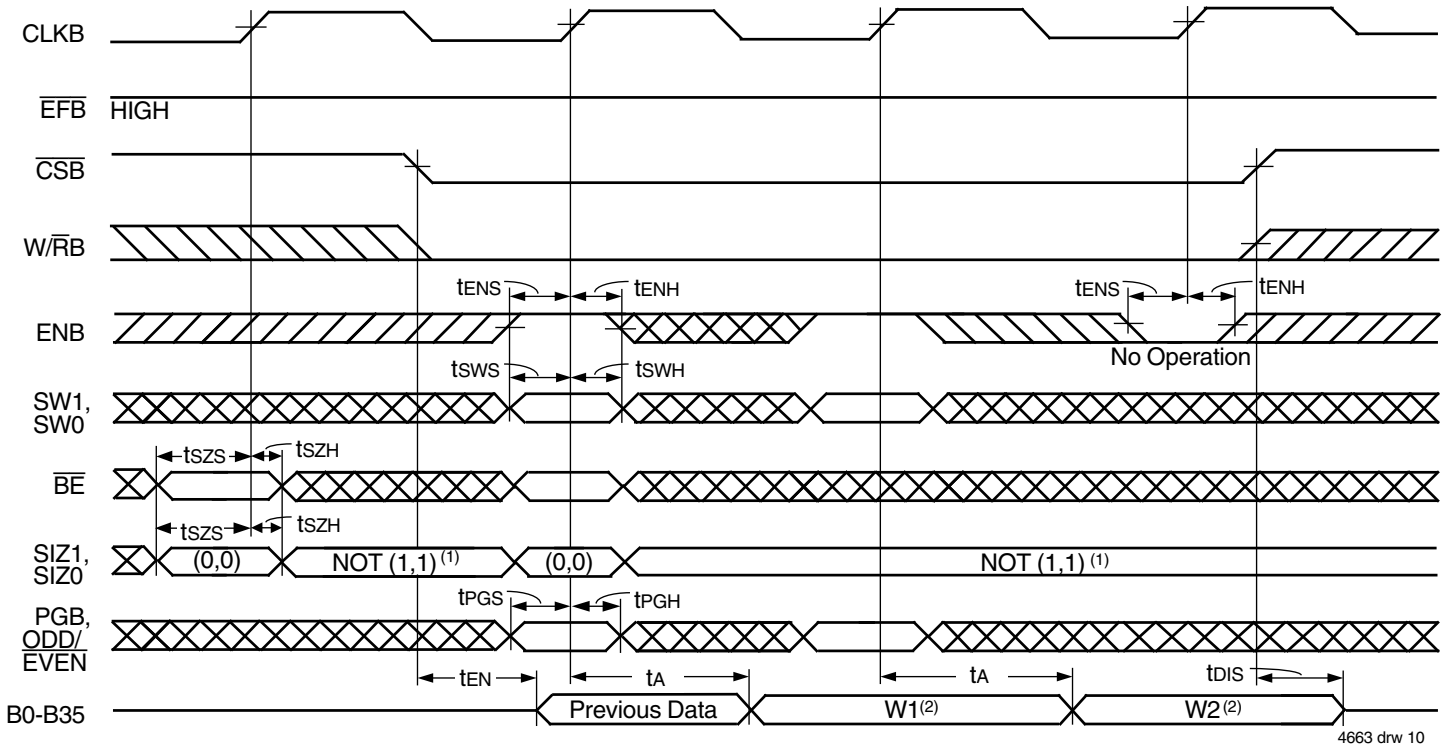 CLKB
EFB HIGH
CSB
W/RB
tENS tENH tENS tENH
ENB
No Operation
tSWS tSWH
SW1,
SW0
tSZS tSZH
BE
tSZS tSZH
SIZ1,
SIZ0
(0,0) NOT (1,1) (1) (0,0) NOT (1,1) (1)
tPGS tPGH
PGB,
ODD/
EVEN
tEN tA tA tDIS
B0-B35 Previous Data W1(2) W2(2)
4663 drw 10